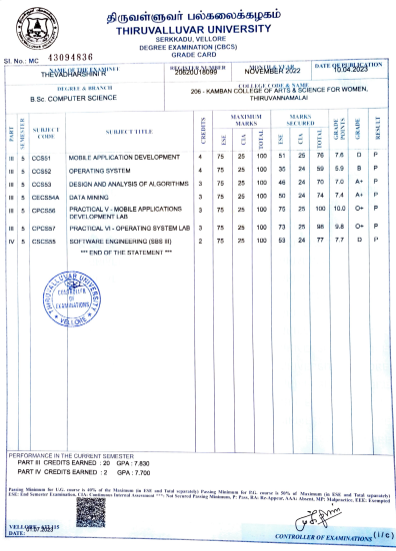 திருவள்ளுவர் பல்கலைக்கழகம்
THIRUVALLUVAR UNIVERSITY
SERKKADU, VELLORE
DEGREE EXAMINATION (CBCS)
GRADE CARD
Sl. No.: MC 43094836
NAME OF THE EXAMINEE REGISTER NUMBER MONTH & YEAR DATE OF PUBLICATION
THEVADHARSHINI R 20620U18099 NOVEMBER 2022 10.04.2023
DEGREE & BRANCH COLLEGE CODE & NAME
B.Sc. COMPUTER SCIENCE 206 - KAMBAN COLLEGE OF ARTS & SCIENCE FOR WOMEN, THIRUVANNAMALAI
PART SEMESTER SUBJECT CODE SUBJECT TITLE CREDITS MAXIMUM MARKS MARKS SECURED GRADE POINTS GRADE RESULT
ESE CIA TOTAL ESE CIA TOTAL
III 5 CCS51 MOBILE APPLICATION DEVELOPMENT 4 75 25 100 51 25 76 7.6 D P
III 5 CCS52 OPERATING SYSTEM 4 75 25 100 35 24 59 5.9 B P
III 5 CCS53 DESIGN AND ANALYSIS OF ALGORITHMS 3 75 25 100 46 24 70 7.0 A+ P
III 5 CECS54A DATA MINING 3 75 25 100 50 24 74 7.4 A+ P
III 5 CPCS56 PRACTICAL V - MOBILE APPLICATIONS DEVELOPMENT LAB 3 75 25 100 75 25 100 10.0 O+ P
III 5 CPCS57 PRACTICAL VI - OPERATING SYSTEM LAB 3 75 25 100 73 25 98 9.8 O+ P
IV 5 CSCS55 SOFTWARE ENGINEERING (SBS III) 2 75 25 100 53 24 77 7.7 D P
*** END OF THE STATEMENT ***
THIRUVALLUVAR UNIVERSITY
CONTROLLER
OF
EXAMINATIONS
VELLORE
PERFORMANCE IN THE CURRENT SEMESTER
PART III CREDITS EARNED : 20 GPA : 7.830
PART IV CREDITS EARNED : 2 GPA : 7.700
Passing Minimum for U.G. course is 40% of the Maximum (in ESE and Total separately) Passing Minimum for P.G. course is 50% of Maximum (in ESE and Total separately)
ESE: End Semester Examination, CIA: Continuous Internal Assessment ***: Not Secured Passing Minimum, P: Pass, RA: Re-Appear, AAA: Absent, MP: Malpractice, EEE: Exempted
VELLORE - 632 115
01.07.2023
CONTROLLER OF EXAMINATIONS (i/c)